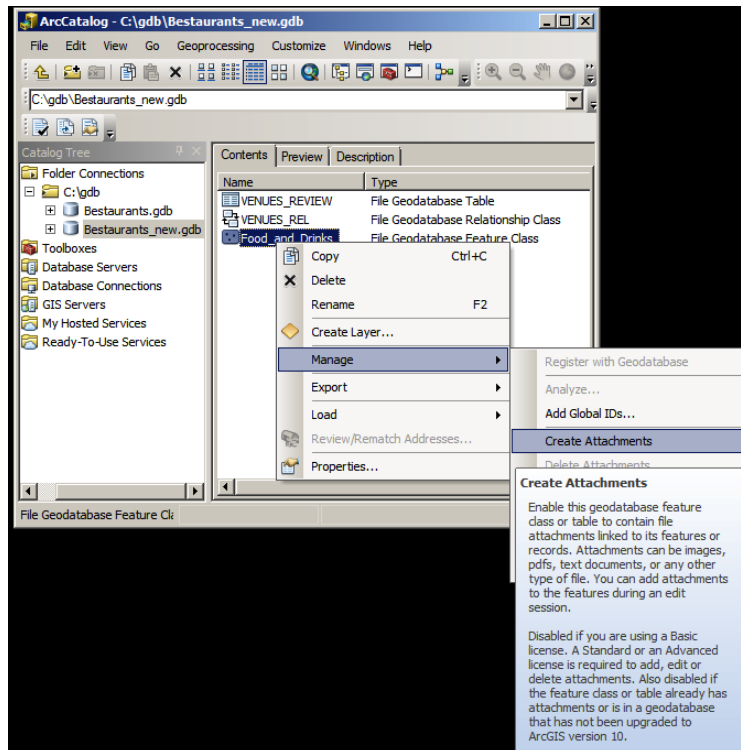 ArcCatalog - C:\gdb\Bestaurants_new.gdb
File Edit View Go Geoprocessing Customize Windows Help
C:\gdb\Bestaurants_new.gdb
Catalog Tree
Folder Connections
C:\gdb
Bestaurants.gdb
Bestaurants_new.gdb
Toolboxes
Database Servers
Database Connections
GIS Servers
My Hosted Services
Ready-To-Use Services
Contents Preview Description
Name Type
VENUES_REVIEW File Geodatabase Table
VENUES_REL File Geodatabase Relationship Class
Food_and_Drinks File Geodatabase Feature Class
Copy Ctrl+C
Delete
Rename F2
Create Layer...
Manage
Export
Load
Review/Rematch Addresses...
Properties...
Register with Geodatabase
Analyze...
Add Global IDs...
Create Attachments
Delete Attachments
Create Attachments
Enable this geodatabase feature
class or table to contain file
attachments linked to its features or
records. Attachments can be images,
pdfs, text documents, or any other
type of file. You can add attachments
to the features during an edit
session.
Disabled if you are using a Basic
license. A Standard or an Advanced
license is required to add, edit or
delete attachments. Also disabled if
the feature class or table already has
attachments or is in a geodatabase
that has not been upgraded to
ArcGIS version 10.
File Geodatabase Feature Cla